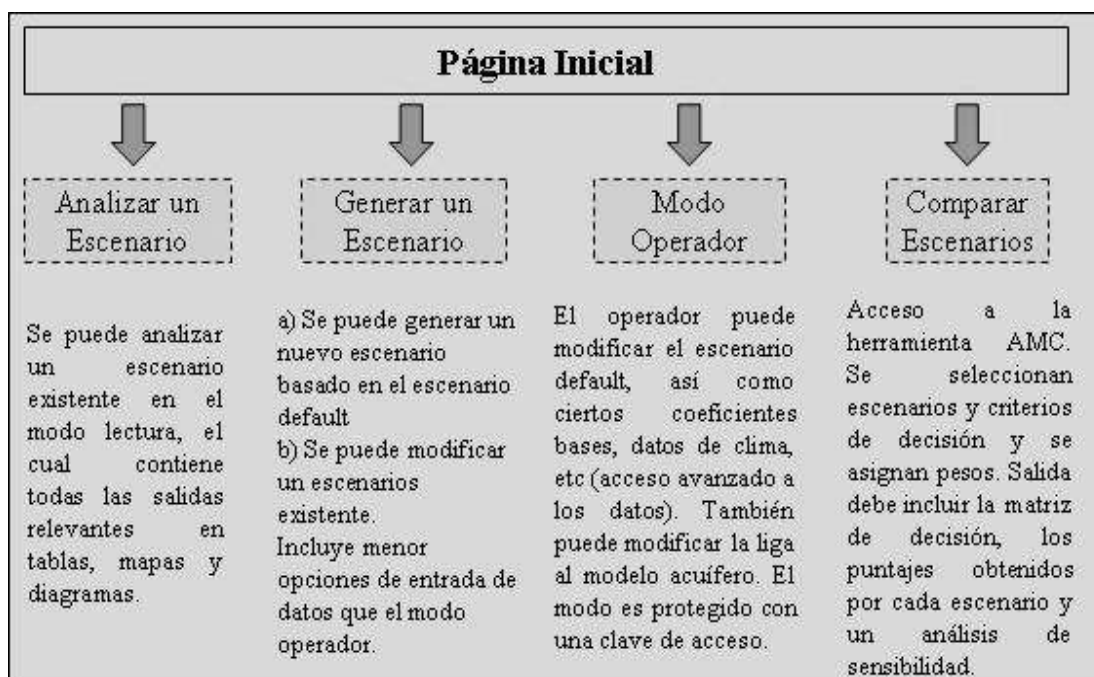 Página Inicial
Analizar un
Escenario
Se puede analizar
un escenario
existente en el
modo lectura, el
cual contiene
todas las salidas
relevantes en
tablas, mapas y
diagramas.
Generar un
Escenario
a) Se puede generar un
nuevo escenario
basado en el escenario
default
b) Se puede modificar
un escenarios
existente.
Incluye menor
opciones de entrada de
datos que el modo
operador.
Modo
Operador
El operador puede
modificar el escenario
default, así como
ciertos coeficientes
bases, datos de clima,
etc (acceso avanzado a
los datos). También
puede modificar la liga
al modelo acuífero. El
modo es protegido con
una clave de acceso.
Comparar
Escenarios
Acceso a la
herramienta AMC.
Se seleccionan
escenarios y criterios
de decisión y se
asignan pesos. Salida
debe incluir la matriz
de decisión, los
puntajes obtenidos
por cada escenario y
un análisis de
sensibilidad.